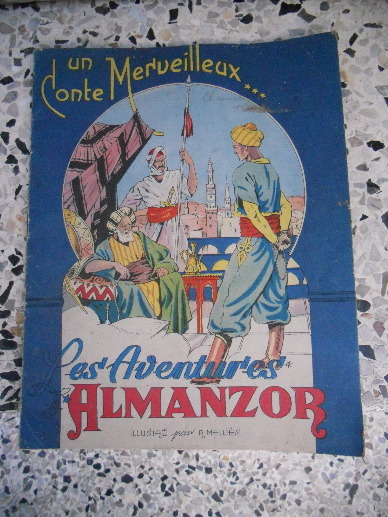 un
Conte Merveilleux...
Les Aventures
d'ALMANZOR
ILLUSTRÉ par